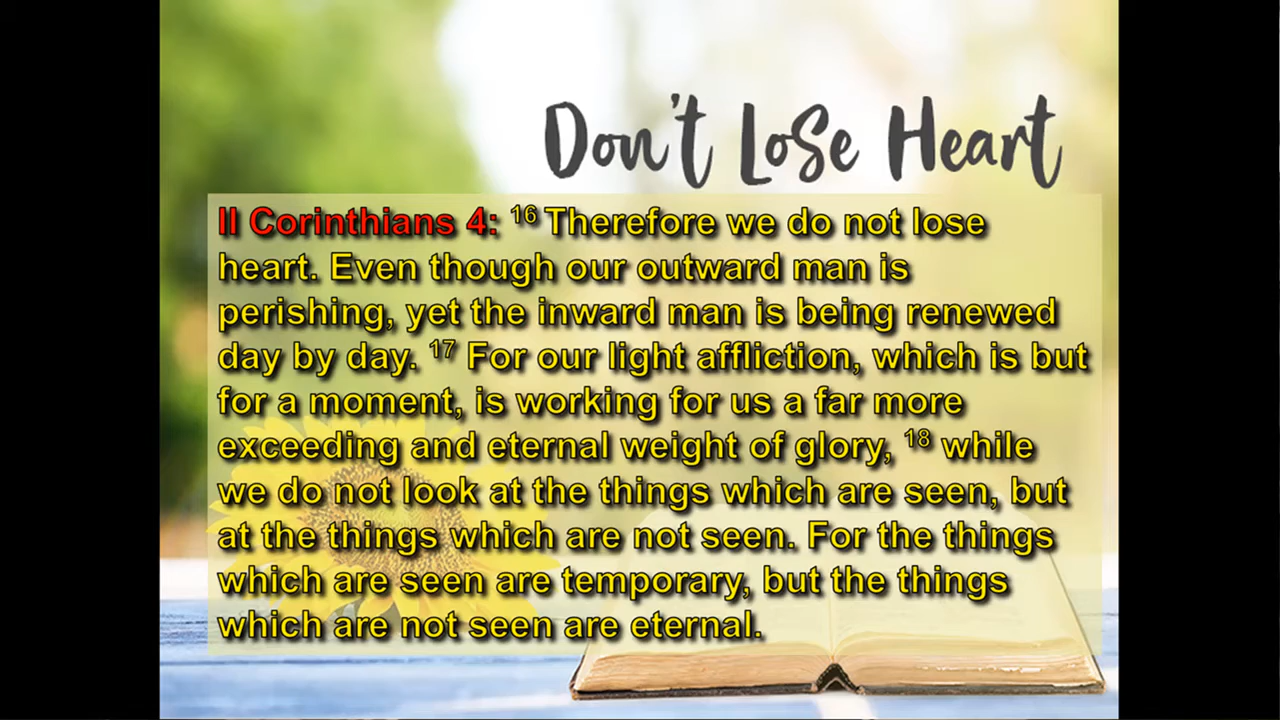 Don't LoSe Heart
II Corinthians 4: 16 Therefore we do not lose
heart. Even though our outward man is
perishing, yet the inward man is being renewed
day by day. 17 For our light affliction, which is but
for a moment, is working for us a far more
exceeding and eternal weight of glory, 18 while
we do not look at the things which are seen, but
at the things which are not seen. For the things
which are seen are temporary, but the things
which are not seen are eternal.